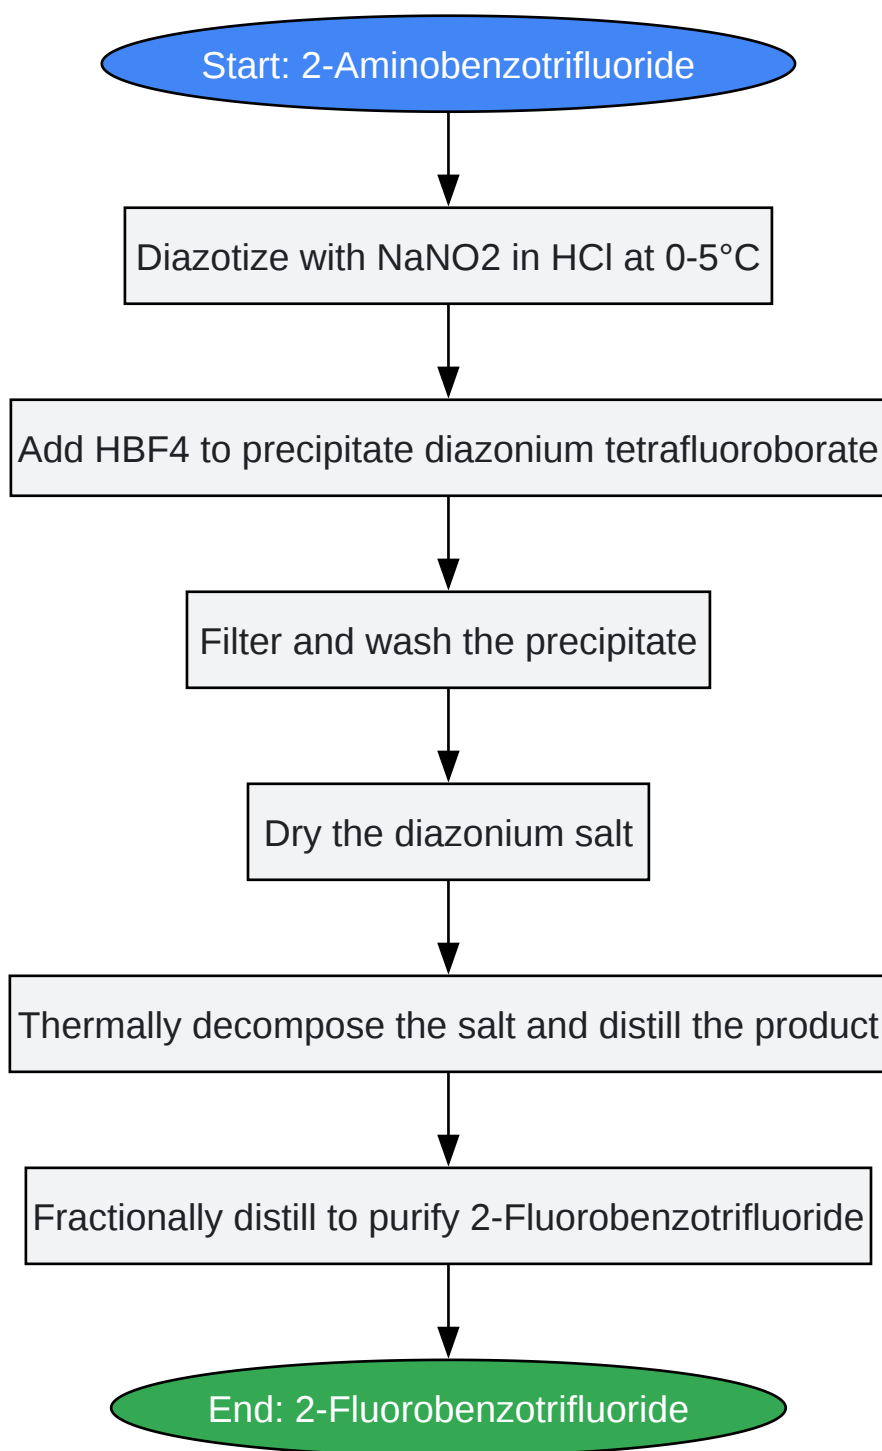 Start: 2-Aminobenzotrifluoride
Diazotize with NaNO2 in HCl at 0-5°C
Add HBF4 to precipitate diazonium tetrafluoroborate
Filter and wash the precipitate
Dry the diazonium salt
Thermally decompose the salt and distill the product
Fractionally distill to purify 2-Fluorobenzotrifluoride
End: 2-Fluorobenzotrifluoride